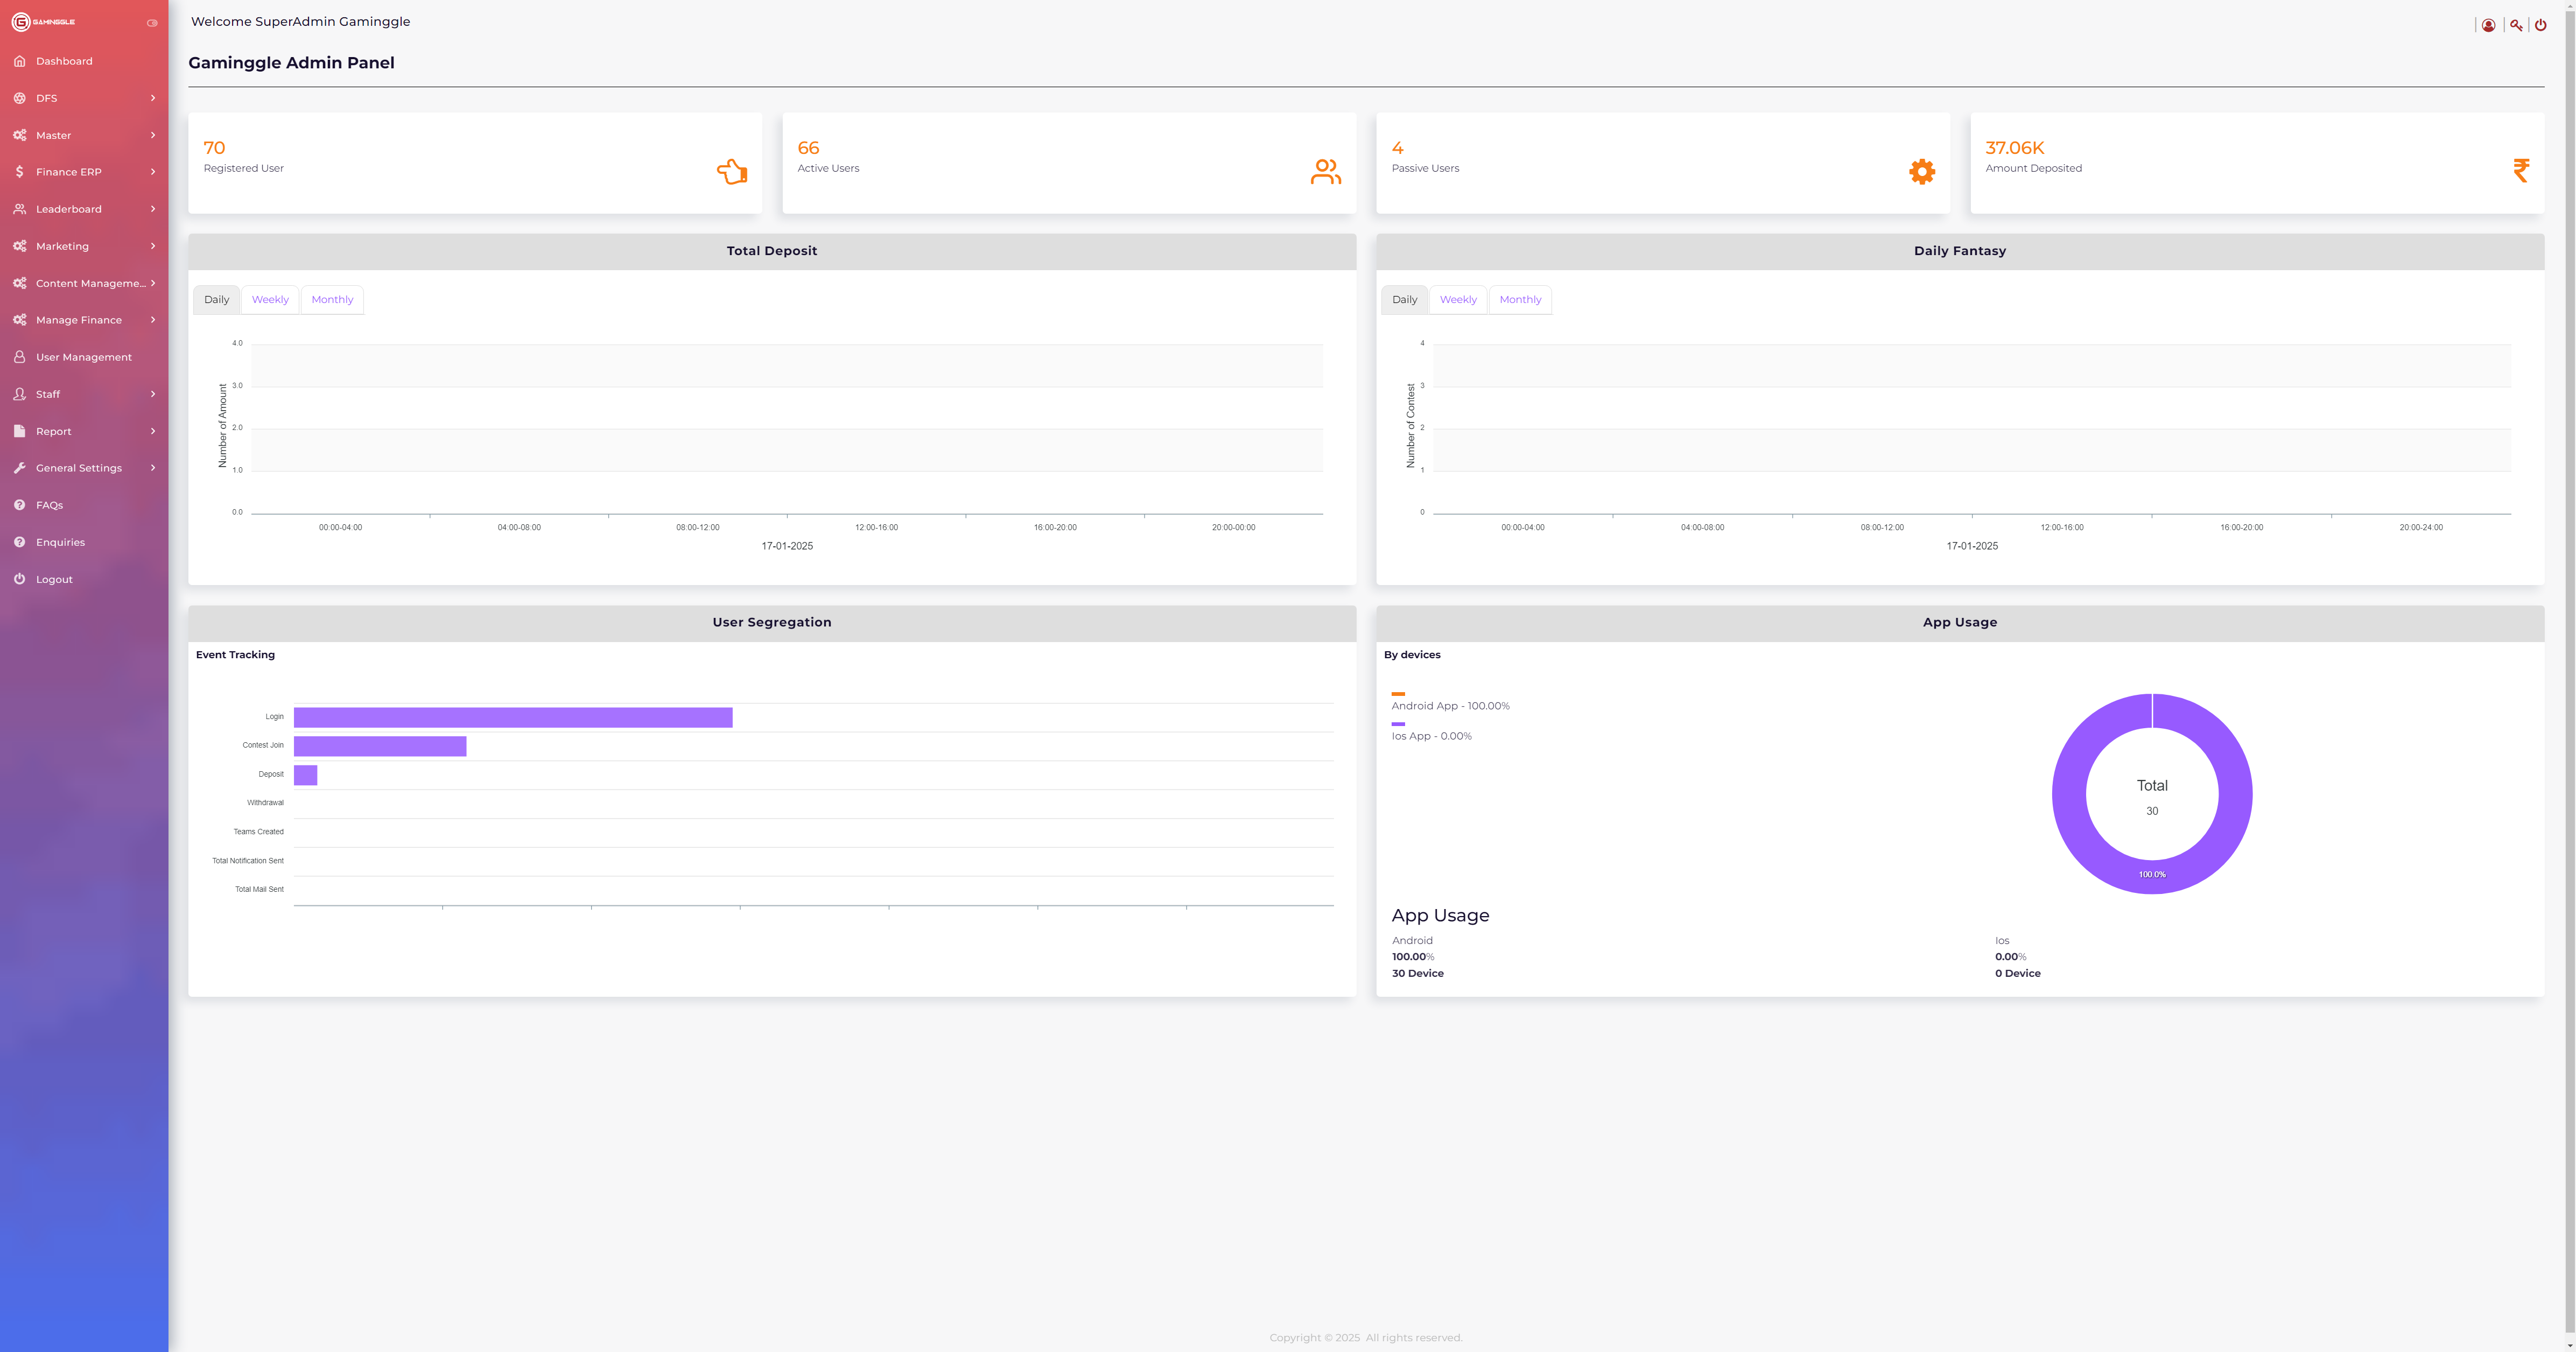 GAMINGGLE
Dashboard
DFS
Master
Finance ERP
Leaderboard
Marketing
Content Manageme...
Manage Finance
User Management
Staff
Report
General Settings
FAQs
Enquiries
Logout
Welcome SuperAdmin Gaminggle
Gaminggle Admin Panel
70
Registered User
66
Active Users
4
Passive Users
37.06K
Amount Deposited
Total Deposit
Daily Weekly Monthly
Number of Amount
4.0
3.0
2.0
1.0
0.0
00:00-04:00 04:00-08:00 08:00-12:00 12:00-16:00 16:00-20:00 20:00-00:00
17-01-2025
Daily Fantasy
Daily Weekly Monthly
Number of Contest
4
3
2
1
0
00:00-04:00 04:00-08:00 08:00-12:00 12:00-16:00 16:00-20:00 20:00-24:00
17-01-2025
User Segregation
Event Tracking
Login
Contest Join
Deposit
Withdrawal
Teams Created
Total Notification Sent
Total Mail Sent
App Usage
By devices
Android App - 100.00%
Ios App - 0.00%
Total
30
100.0%
App Usage
Android Ios
100.00% 0.00%
30 Device 0 Device
Copyright © 2025 All rights reserved.